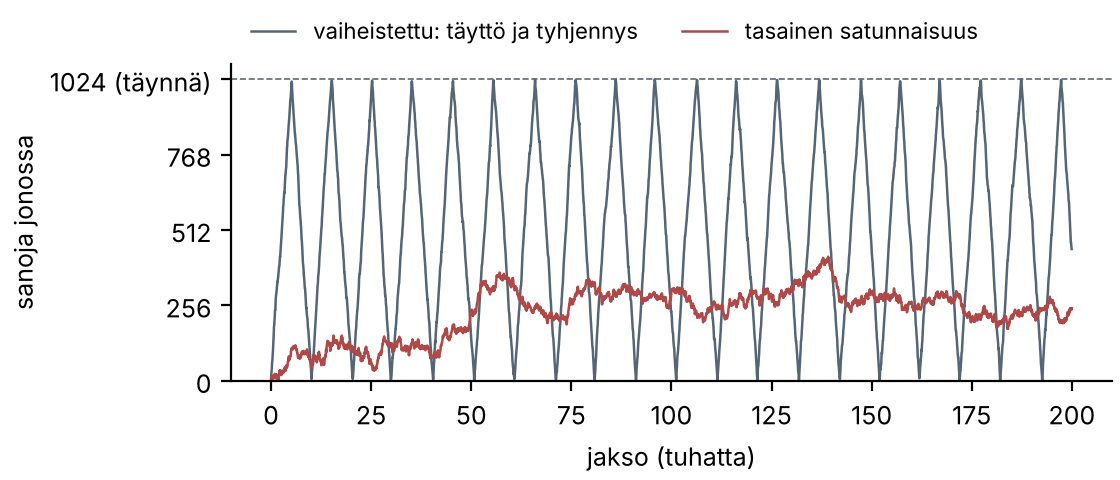 vaiheistettu: täyttö ja tyhjennys
tasainen satunnaisuus
1024 (täynnä)
768
512
256
0
sanoja jonossa
0 25 50 75 100 125 150 175 200
jakso (tuhatta)